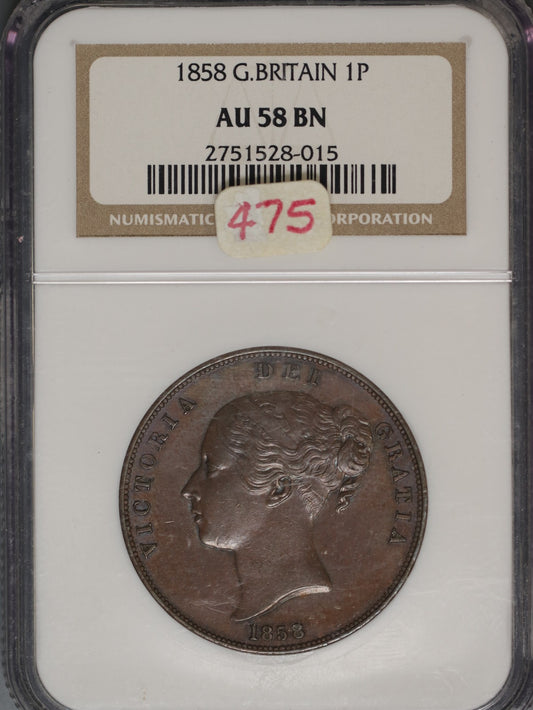 1858 G.BRITAIN 1P
AU 58 BN
2751528-015
NUMISMATIC ORPORATION
475
VICTORIA DEI GRATIA
1858